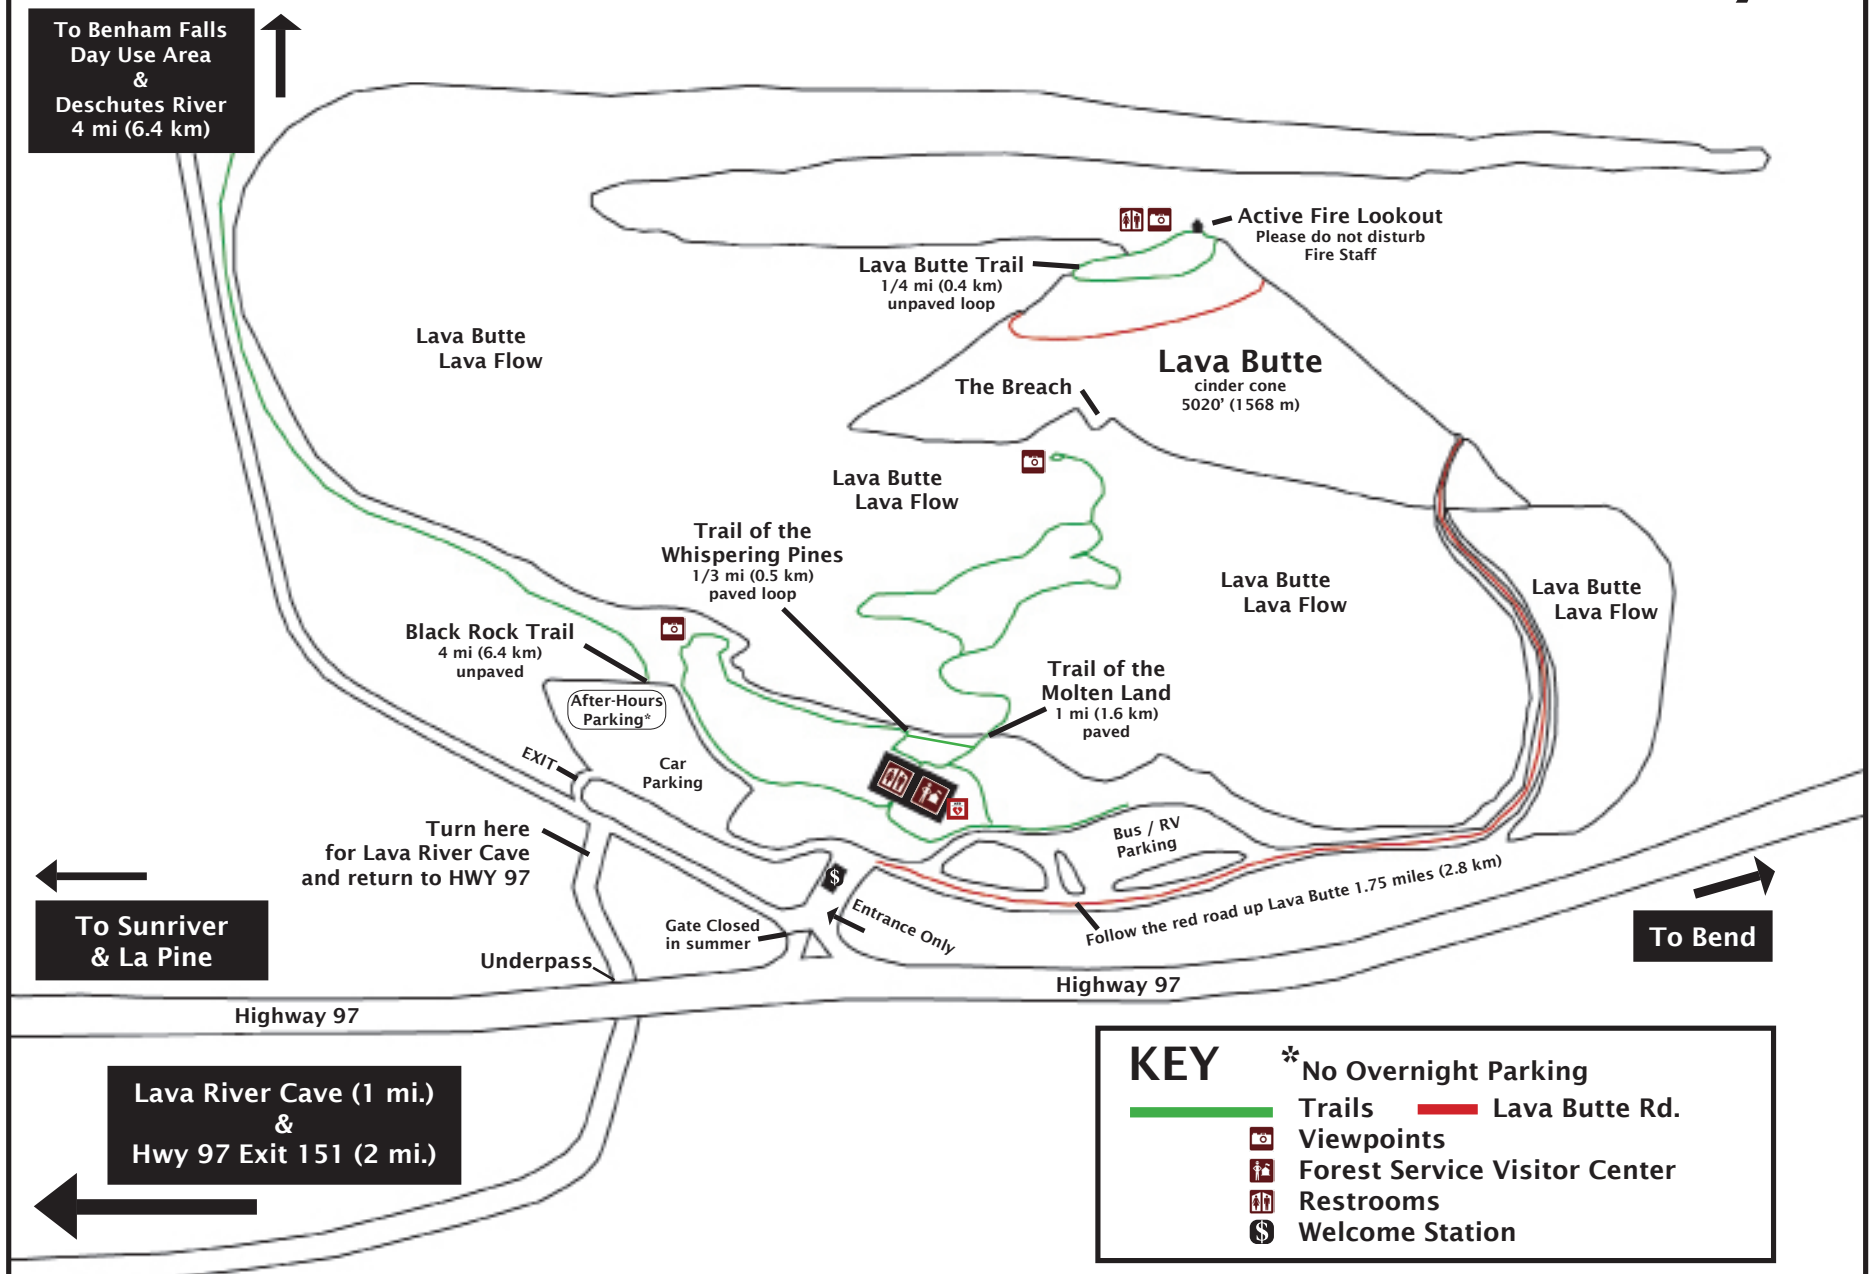 To Benham Falls
Day Use Area
&
Deschutes River
4 mi (6.4 km)
Active Fire Lookout
Please do not disturb
Fire Staff
Lava Butte Trail
1/4 mi (0.4 km)
unpaved loop
Lava Butte
Lava Flow
Lava Butte
cinder cone
5020' (1568 m)
The Breach
Lava Butte
Lava Flow
Trail of the
Whispering Pines
1/3 mi (0.5 km)
paved loop
Lava Butte
Lava Flow
Lava Butte
Lava Flow
Black Rock Trail
4 mi (6.4 km)
unpaved
Trail of the
Molten Land
1 mi (1.6 km)
paved
After-Hours
Parking*
EXIT
Car
Parking
Bus / RV
Parking
Turn here
for Lava River Cave
and return to HWY 97
$
Follow the red road up Lava Butte 1.75 miles (2.8 km)
Entrance Only
Gate Closed
in summer
To Sunriver
& La Pine
To Bend
Underpass
Highway 97
Highway 97
Lava River Cave (1 mi.)
&
Hwy 97 Exit 151 (2 mi.)
KEY
*No Overnight Parking
Trails
Lava Butte Rd.
Viewpoints
Forest Service Visitor Center
Restrooms
$ Welcome Station